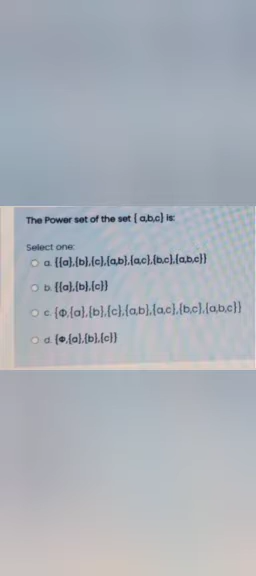 The Power set of the set { a,b,c} is:
Select one:
a. {{a},{b},{c},{a,b},{a,c},{b,c},{a,b,c}}
b. {{a},{b},{c}}
c. {Φ,{a},{b},{c},{a,b},{a,c},{b,c},{a,b,c}}
d. {Φ,{a},{b},{c}}